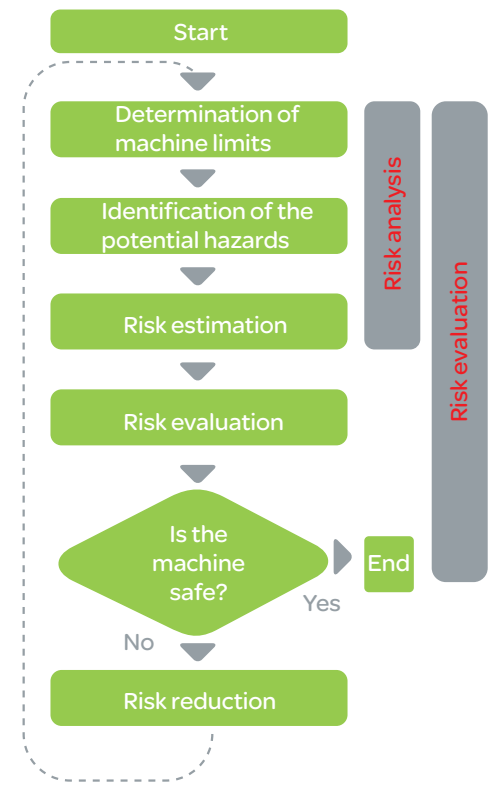 Start
Determination of
machine limits
Identification of the
potential hazards
Risk estimation
Risk evaluation
Is the
machine
safe?
Yes
End
No
Risk reduction
Risk analysis
Risk evaluation